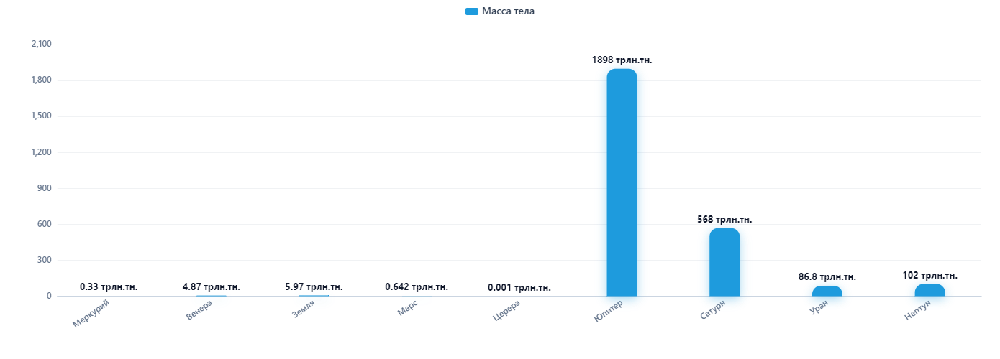 Масса тела
2,100
1,800
1,500
1,200
900
600
300
0
0.33 трлн.тн.
4.87 трлн.тн.
5.97 трлн.тн.
0.642 трлн.тн.
0.001 трлн.тн.
1898 трлн.тн.
568 трлн.тн.
86.8 трлн.тн.
102 трлн.тн.
Меркурий
Венера
Земля
Марс
Церера
Юпитер
Сатурн
Уран
Нептун